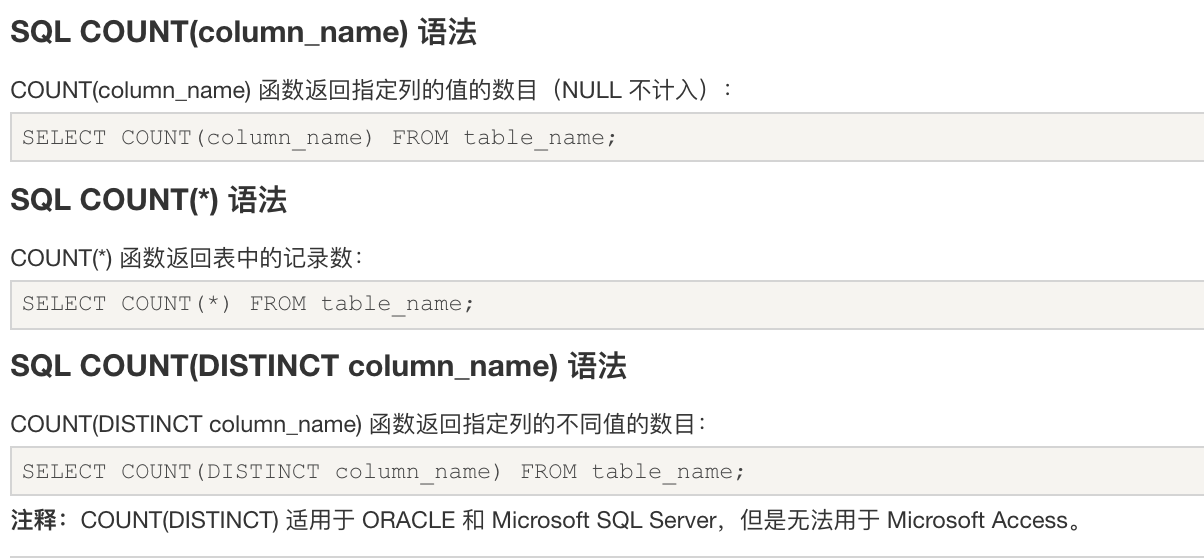 SQL COUNT(column_name) 语法
COUNT(column_name) 函数返回指定列的值的数目（NULL 不计入）：
SELECT COUNT(column_name) FROM table_name;
SQL COUNT(*) 语法
COUNT(*) 函数返回表中的记录数：
SELECT COUNT(*) FROM table_name;
SQL COUNT(DISTINCT column_name) 语法
COUNT(DISTINCT column_name) 函数返回指定列的不同值的数目：
SELECT COUNT(DISTINCT column_name) FROM table_name;
注释：COUNT(DISTINCT) 适用于 ORACLE 和 Microsoft SQL Server，但是无法用于 Microsoft Access。